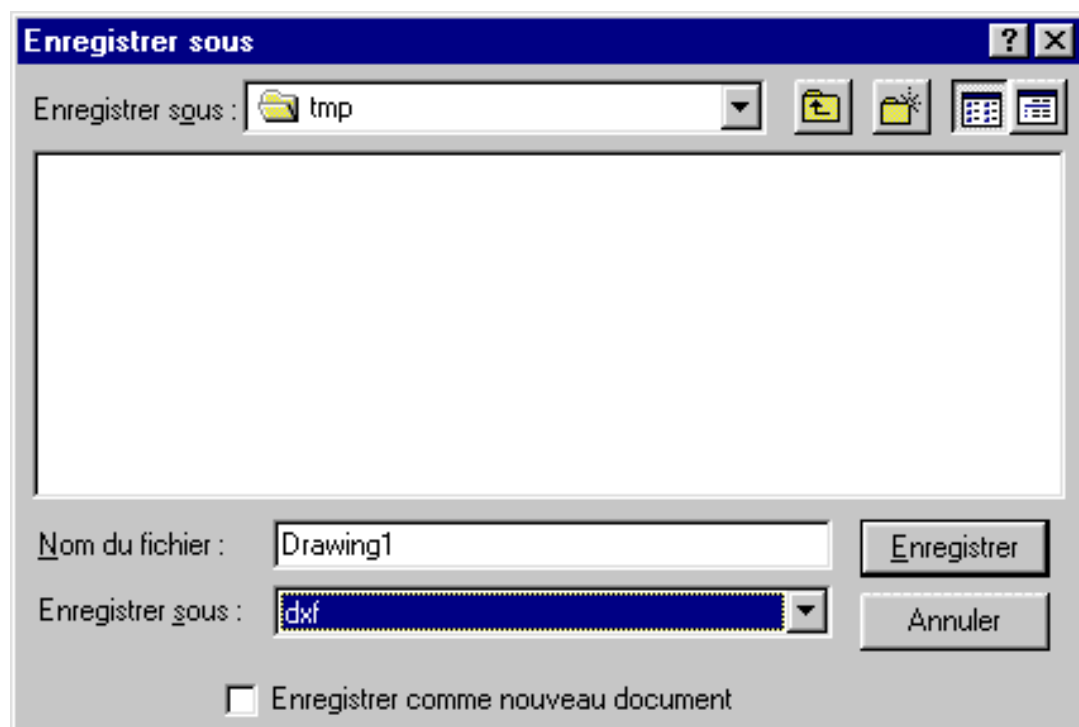 Enregistrer sous
Enregistrer sous : tmp
Nom du fichier : Drawing1 Enregistrer
Enregistrer sous : dxf Annuler
Enregistrer comme nouveau document